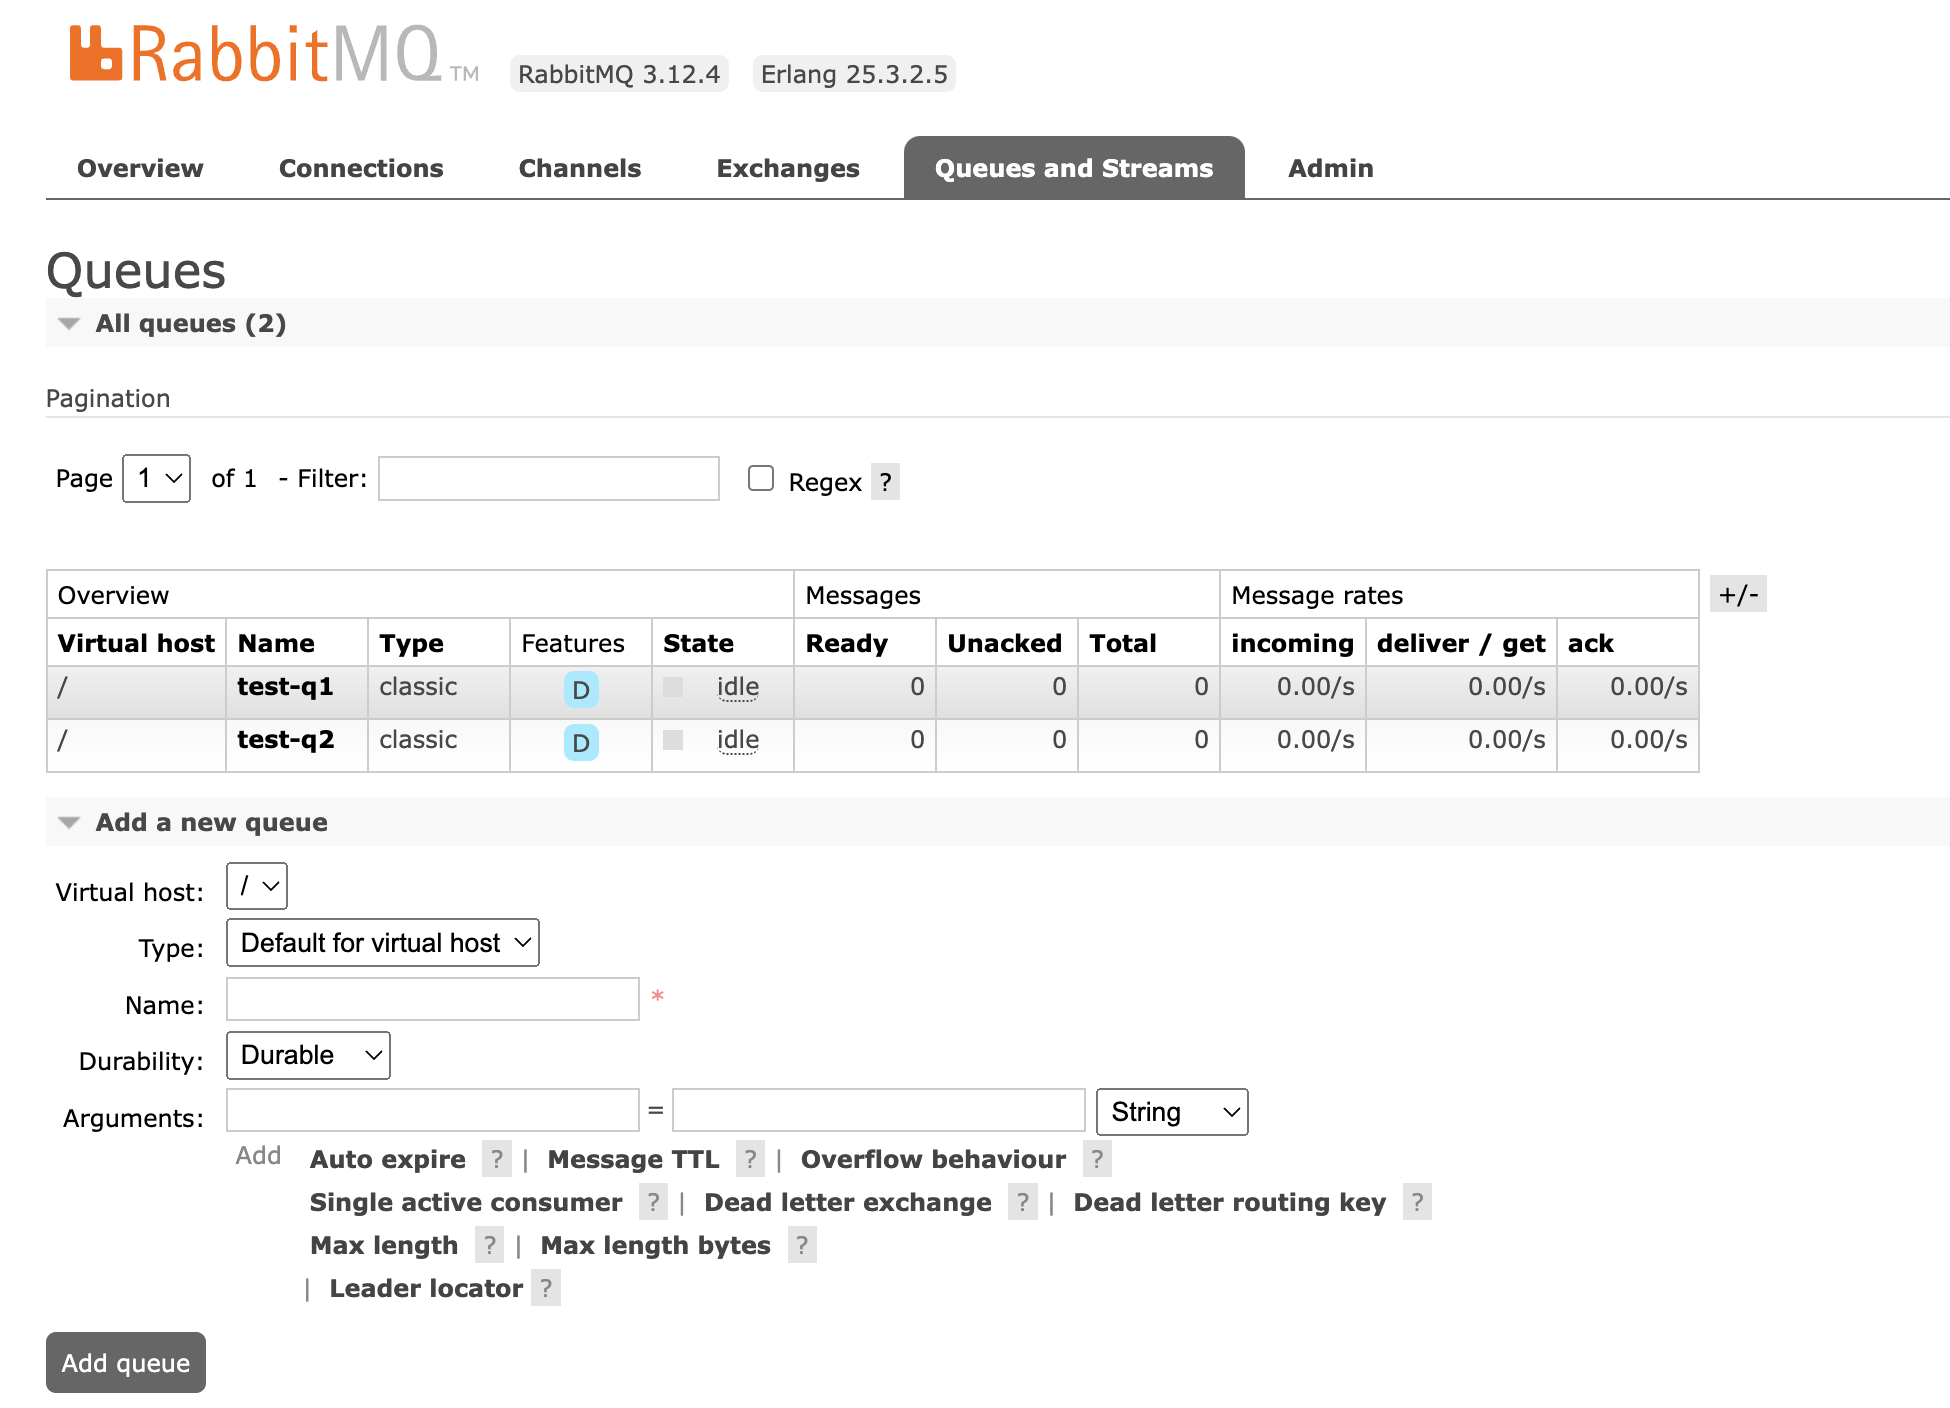 RabbitMQ TM RabbitMQ 3.12.4 Erlang 25.3.2.5
Overview Connections Channels Exchanges Queues and Streams Admin
Queues
All queues (2)
Pagination
Page 1 of 1 - Filter: Regex ?
Overview Messages Message rates +/-
Virtual host Name Type Features State Ready Unacked Total incoming deliver / get ack
/ test-q1 classic D idle 0 0 0 0.00/s 0.00/s 0.00/s
/ test-q2 classic D idle 0 0 0 0.00/s 0.00/s 0.00/s
Add a new queue
Virtual host: /
Type: Default for virtual host
Name: *
Durability: Durable
Arguments: = String
Add Auto expire ? | Message TTL ? | Overflow behaviour ?
Single active consumer ? | Dead letter exchange ? | Dead letter routing key ?
Max length ? | Max length bytes ?
| Leader locator ?
Add queue